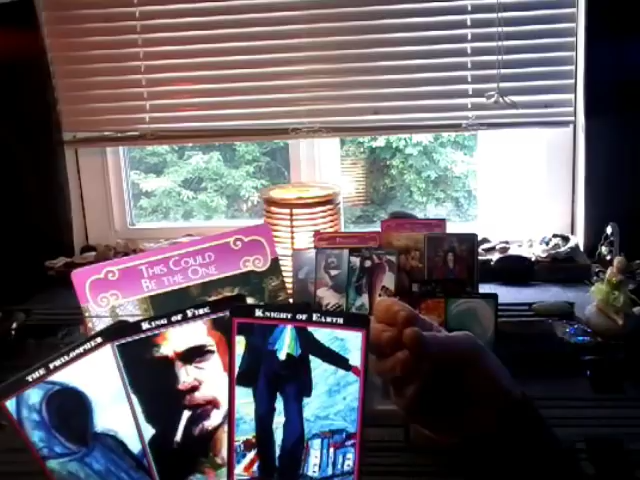 THIS COULD
BE THE ONE
THE PHILOSOPHER
KING OF FIRE
KNIGHT OF EARTH